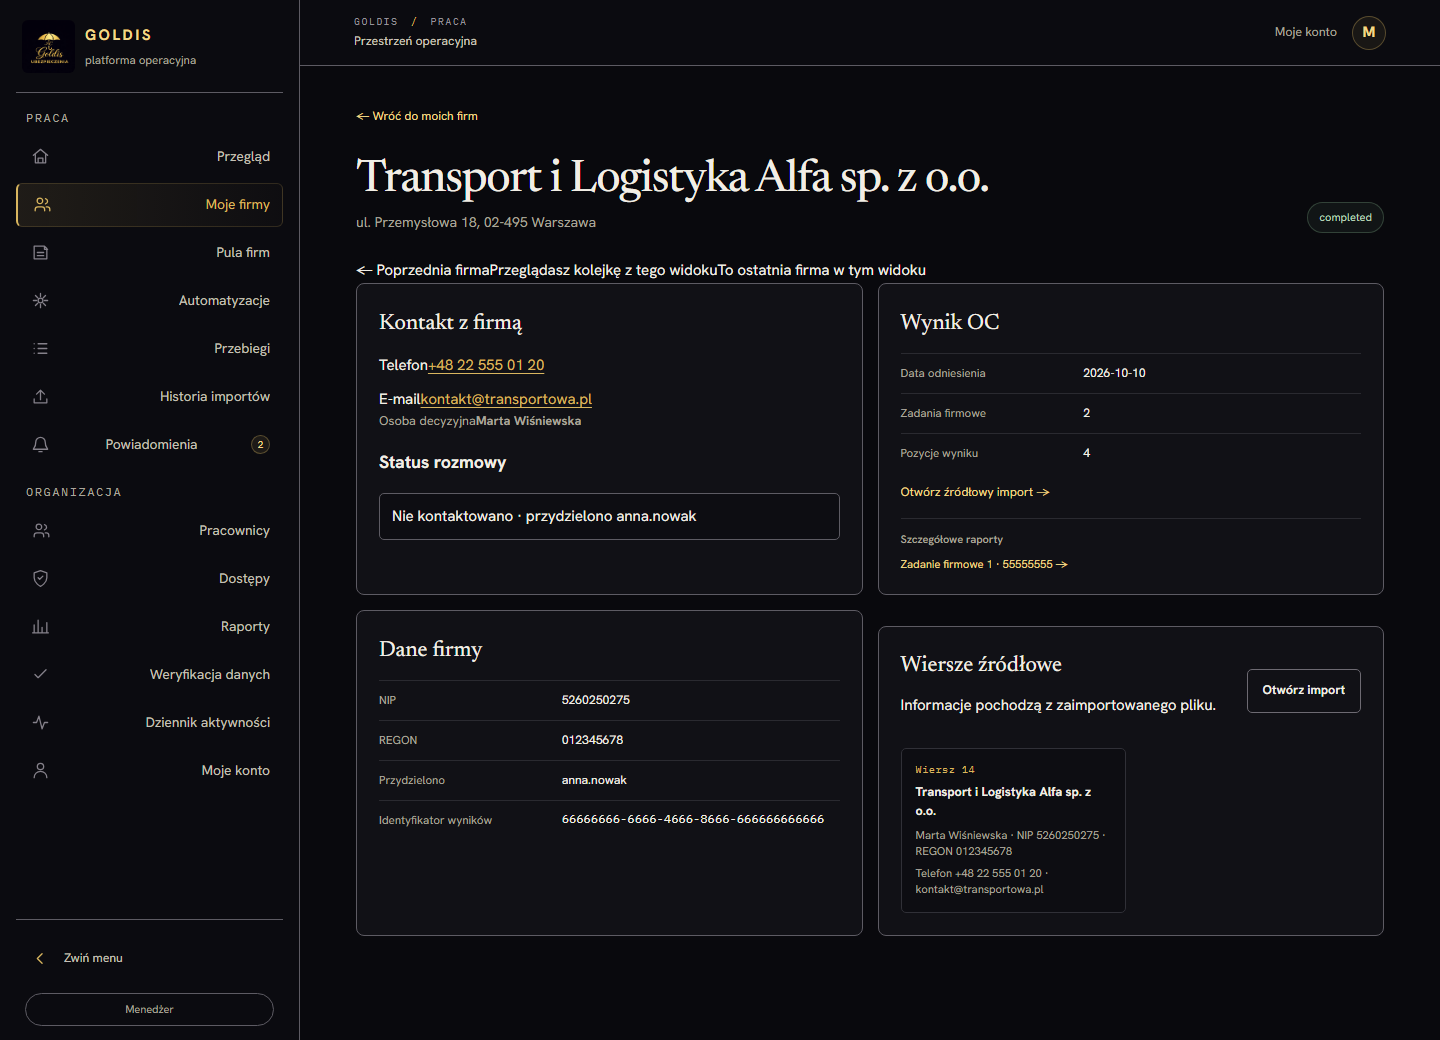 Goldis
UBEZPIECZENIA
GOLDIS
platforma operacyjna
PRACA
Przegląd
Moje firmy
Pula firm
Automatyzacje
Przebiegi
Historia importów
Powiadomienia 2
ORGANIZACJA
Pracownicy
Dostępy
Raporty
Weryfikacja danych
Dziennik aktywności
Moje konto
Zwiń menu
Menedżer
GOLDIS / PRACA
Przestrzeń operacyjna
Moje konto M
← Wróć do moich firm
Transport i Logistyka Alfa sp. z o.o.
ul. Przemysłowa 18, 02-495 Warszawa
completed
← Poprzednia firmaPrzeglądasz kolejkę z tego widokuTo ostatnia firma w tym widoku
Kontakt z firmą
Telefon+48 22 555 01 20
E-mailkontakt@transportowa.pl
Osoba decyzyjnaMarta Wiśniewska
Status rozmowy
Nie kontaktowano · przydzielono anna.nowak
Wynik OC
Data odniesienia 2026-10-10
Zadania firmowe 2
Pozycje wyniku 4
Otwórz źródłowy import →
Szczegółowe raporty
Zadanie firmowe 1 · 55555555 →
Dane firmy
NIP 5260250275
REGON 012345678
Przydzielono anna.nowak
Identyfikator wyników 66666666-6666-4666-8666-666666666666
Wiersze źródłowe
Informacje pochodzą z zaimportowanego pliku.
Otwórz import
Wiersz 14
Transport i Logistyka Alfa sp. z
o.o.
Marta Wiśniewska · NIP 5260250275 ·
REGON 012345678
Telefon +48 22 555 01 20 ·
kontakt@transportowa.pl